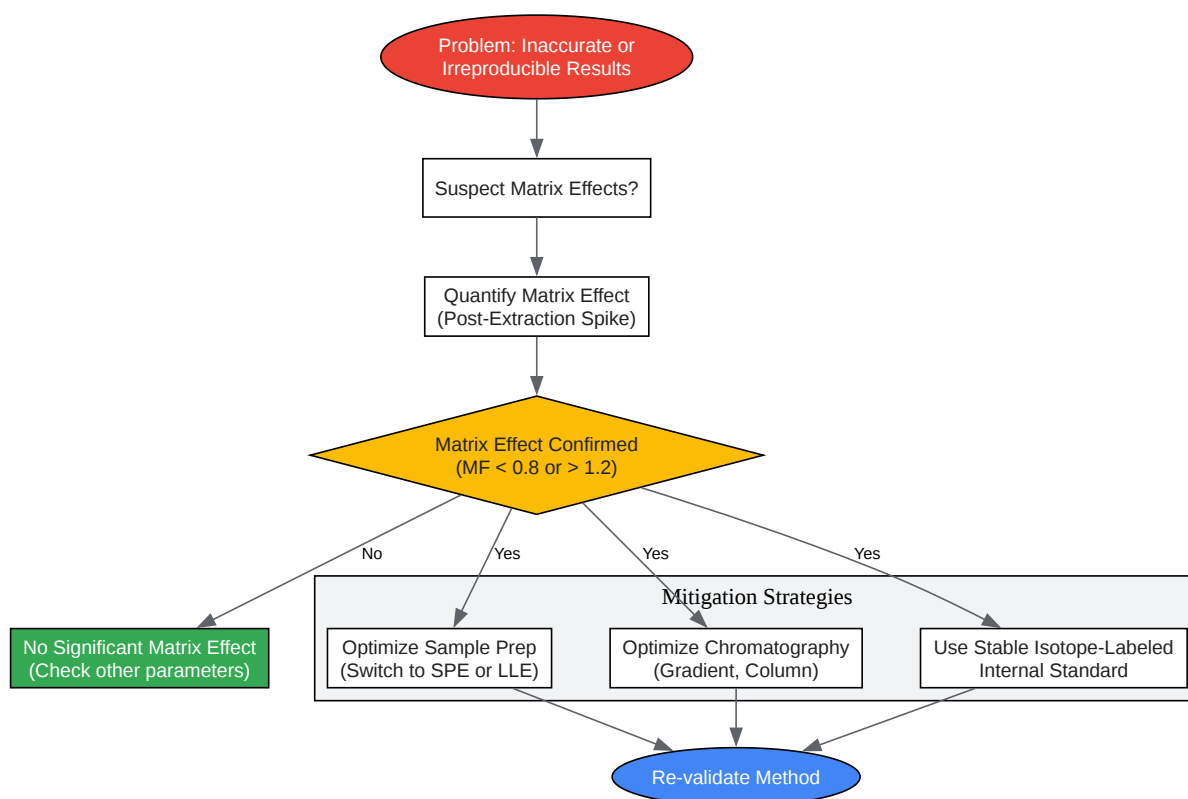 Problem: Inaccurate or
Irreproducible Results
Suspect Matrix Effects?
Quantify Matrix Effect
(Post-Extraction Spike)
Matrix Effect Confirmed
(MF < 0.8 or > 1.2)
No
Yes
Yes
Yes
Mitigation Strategies
No Significant Matrix Effect
(Check other parameters)
Optimize Sample Prep
(Switch to SPE or LLE)
Optimize Chromatography
(Gradient, Column)
Use Stable Isotope-Labeled
Internal Standard
Re-validate Method